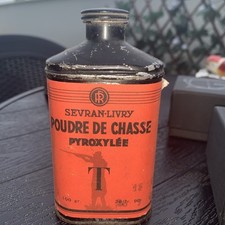 SEVRAN-LIVRY
POUDRE DE CHASSE
PYROXYLÉE
T